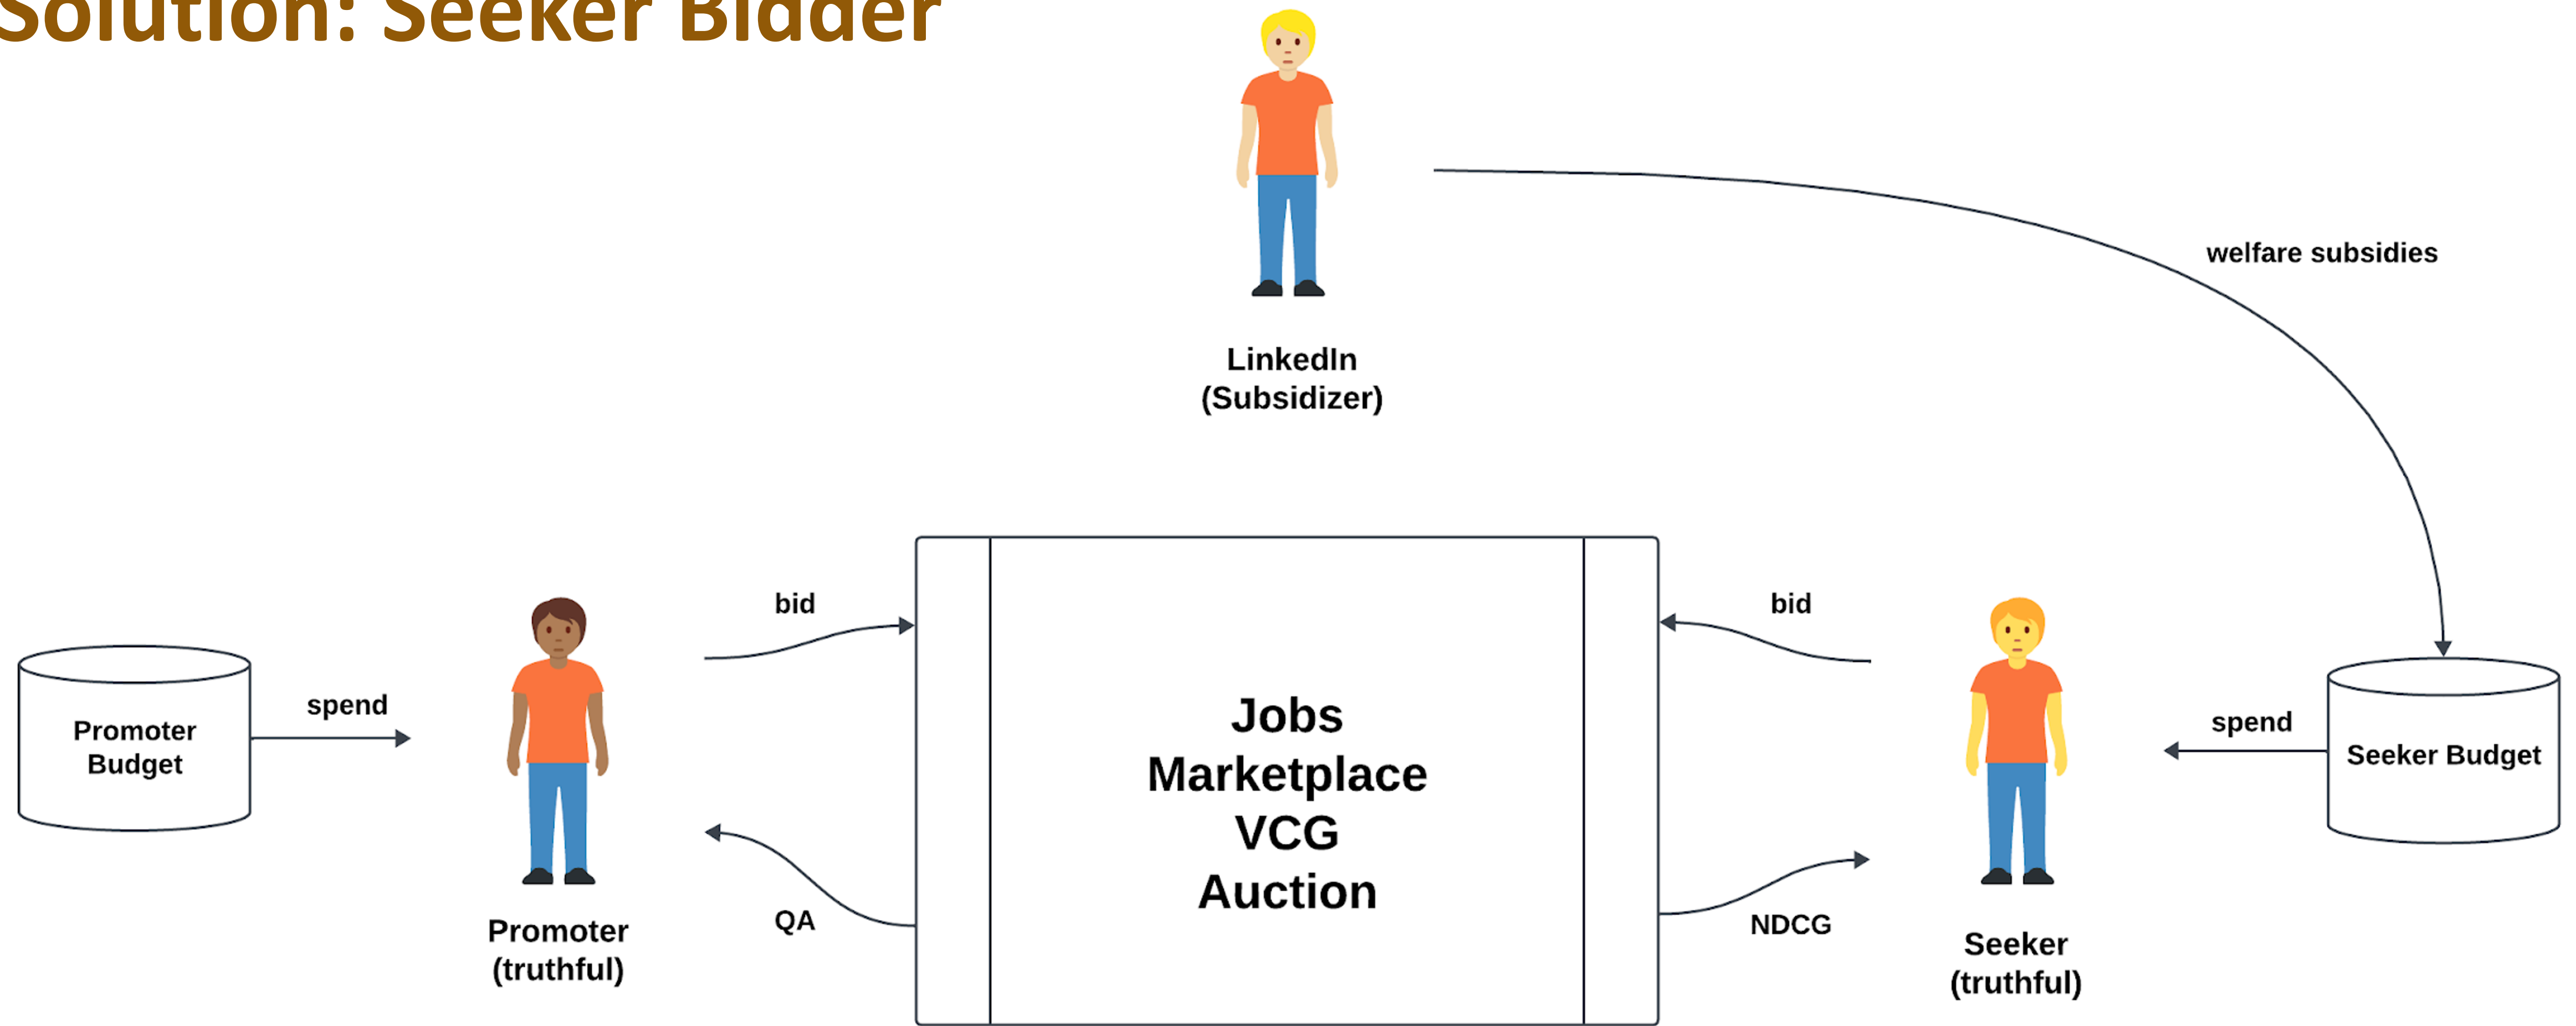 Solution: Seeker Bidder
LinkedIn
(Subsidizer)
welfare subsidies
bid
bid
Promoter
Budget
spend
Jobs
Marketplace
VCG
Auction
spend
Seeker Budget
QA
NDCG
Promoter
(truthful)
Seeker
(truthful)